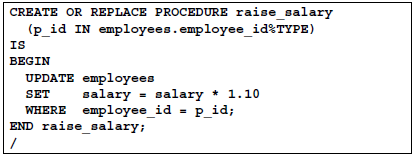 CREATE OR REPLACE PROCEDURE raise_salary
  (p_id IN employees.employee_id%TYPE)
IS
BEGIN
  UPDATE employees
  SET    salary = salary * 1.10
  WHERE  employee_id = p_id;
END raise_salary;
/